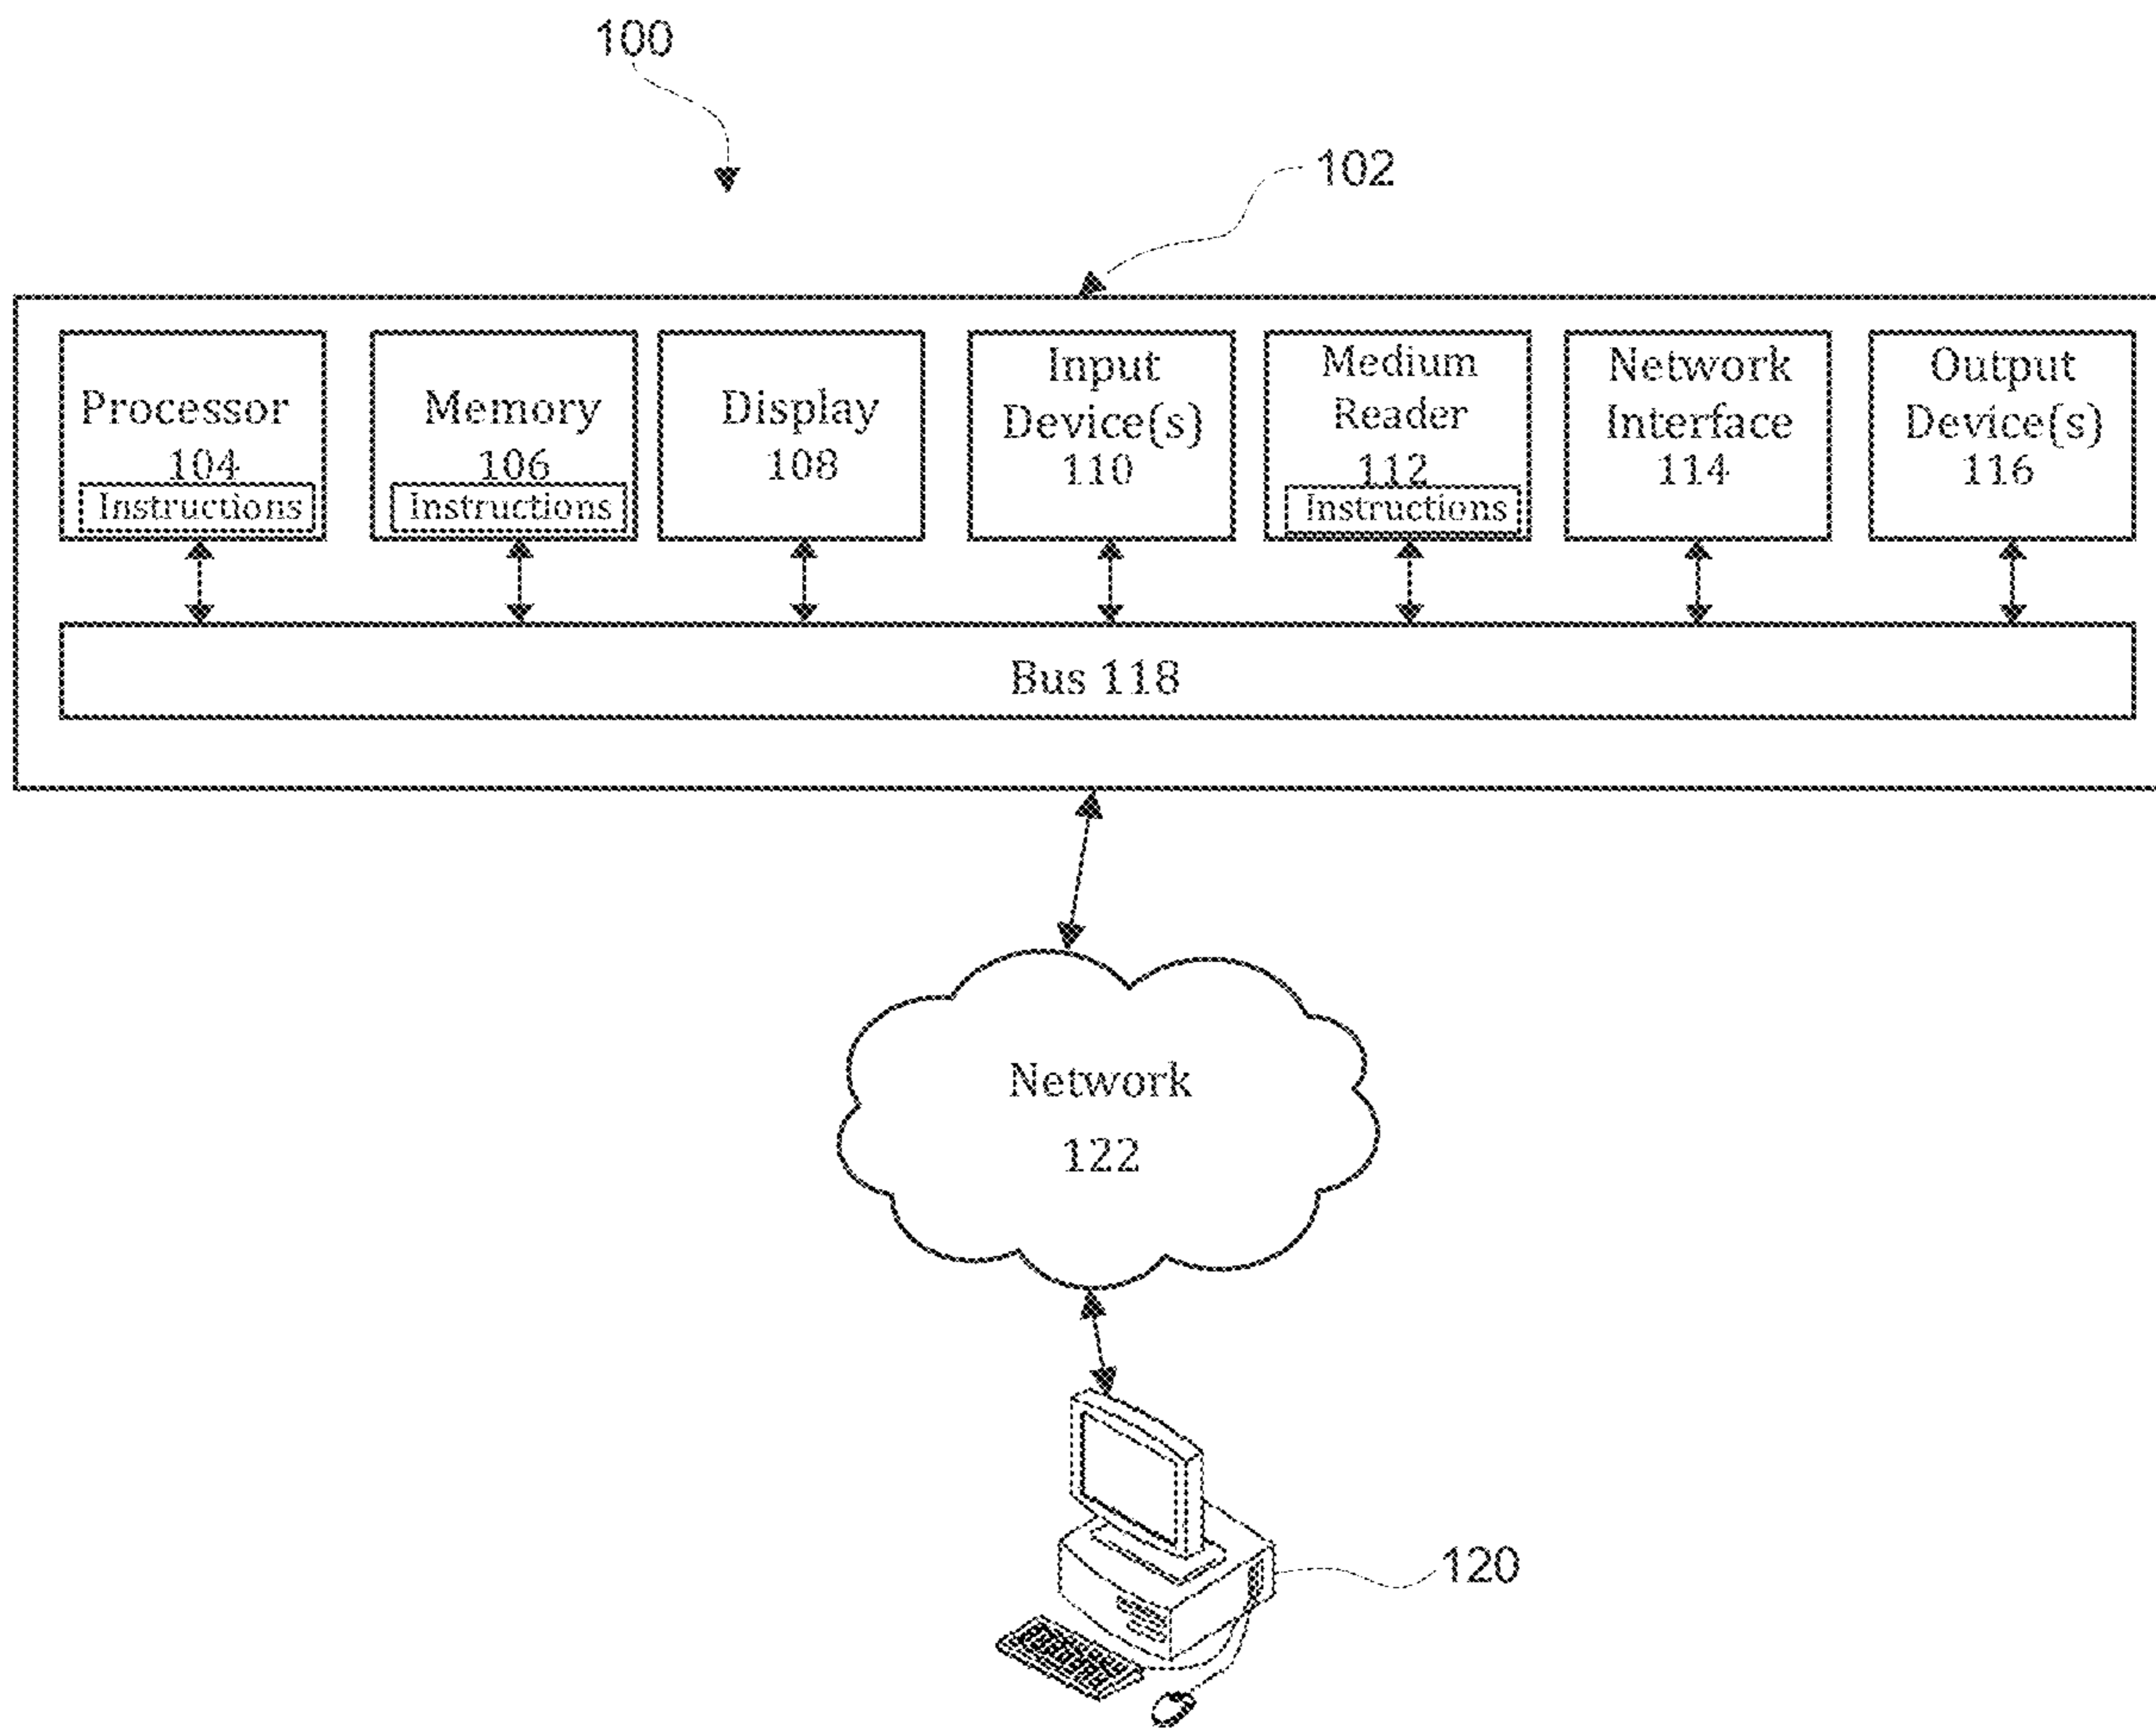 100
102
Processor
104
Instructions
Memory
106
Instructions
Display
108
Input
Device(s)
110
Medium
Reader
112
Instructions
Network
Interface
114
Output
Device(s)
116
Bus 118
Network
122
120